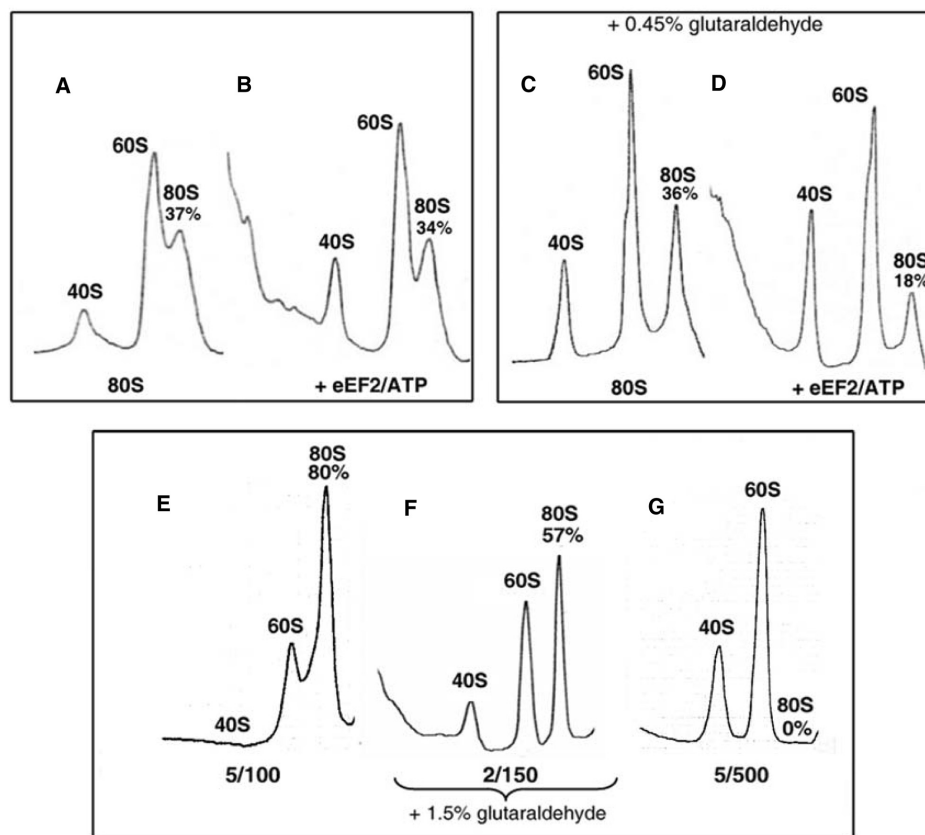 A
60S
80S
37%
40S
80S
B
60S
80S
34%
40S
+ eEF2/ATP
+ 0.45% glutaraldehyde
C
60S
80S
36%
40S
80S
D
60S
40S
80S
18%
+ eEF2/ATP
E
80S
80%
60S
40S
5/100
F
80S
57%
60S
40S
2/150
G
60S
40S
80S
0%
5/500
+ 1.5% glutaraldehyde